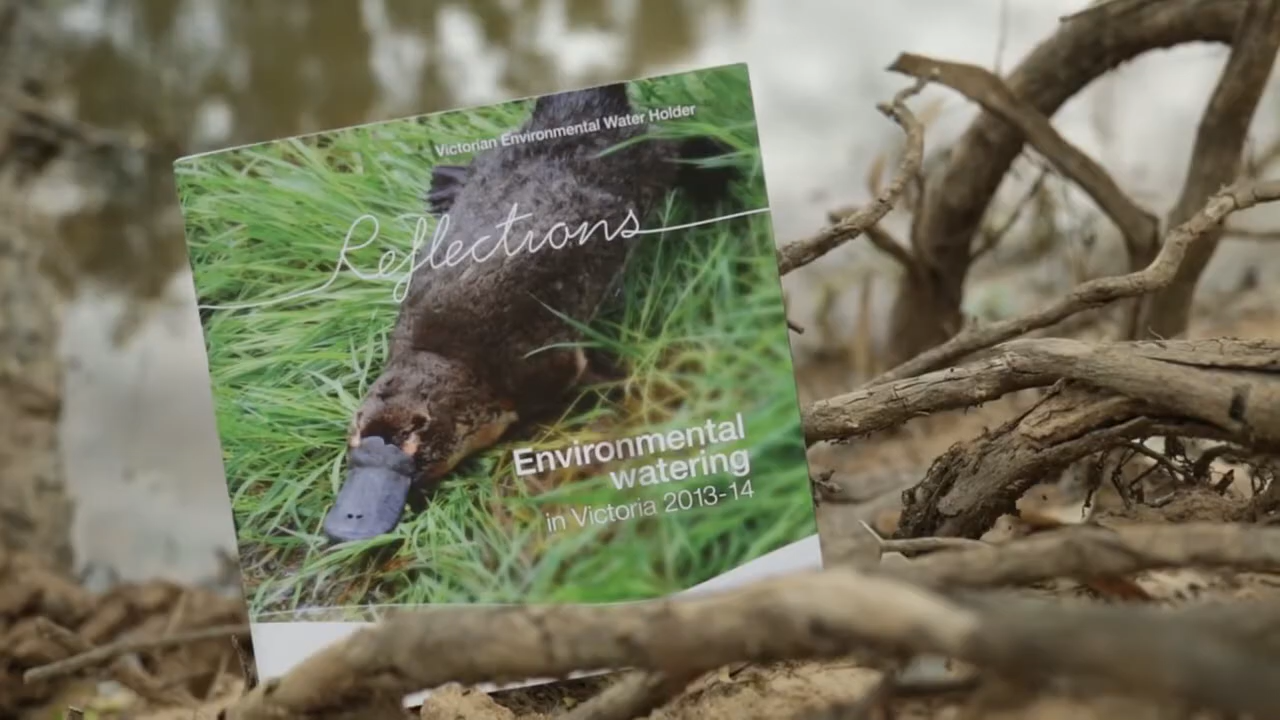 Victorian Environmental Water Holder
Reflections
Environmental
watering
in Victoria 2013-14